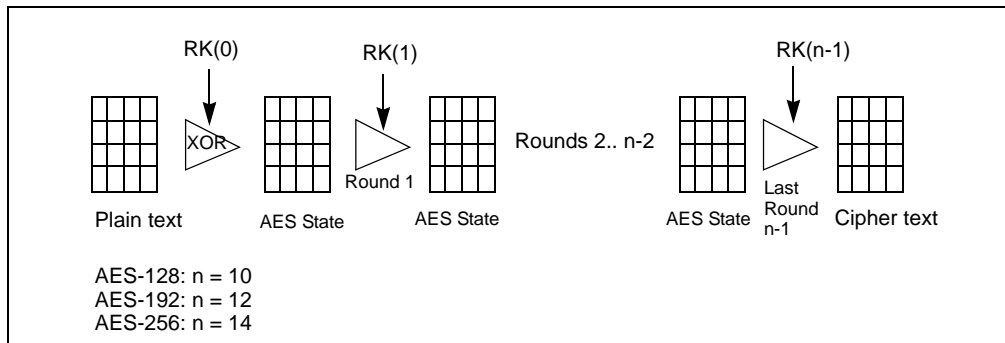 RK(0)
RK(1)
RK(n-1)
XOR
Rounds 2.. n-2
Round 1
Last
Round
n-1
Plain text
AES State
AES State
AES State
Cipher text
AES-128: n = 10
AES-192: n = 12
AES-256: n = 14